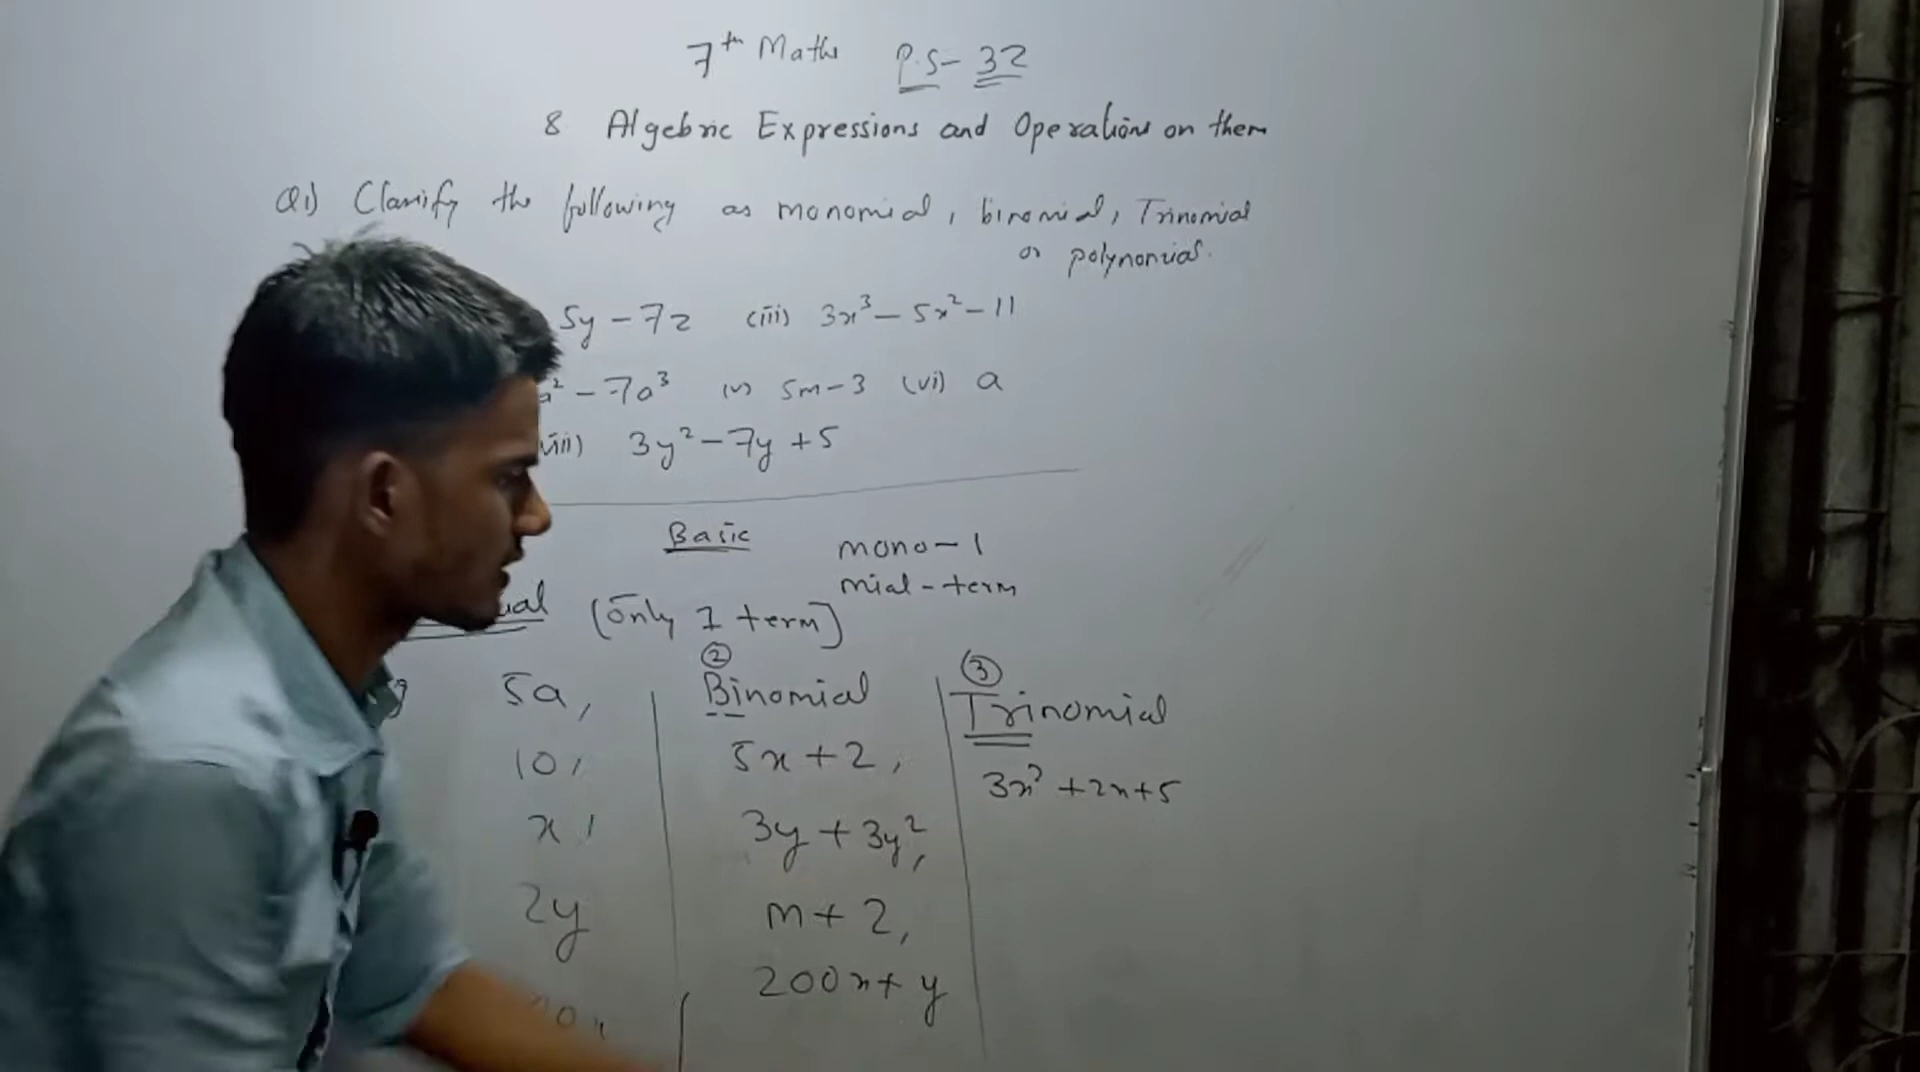 7th Maths P.S-32
8 Algebric Expressions and Operations on them
Q1) Classify the following as monomial, binomial, Trinomial
or polynomial.
5y-7z (iii) 3x³-5x²-11
a²-7a³ (v) 5m-3 (vi) a
3y²-7y+5
Basic
mono-1
mial-term
(only 1 term)
②
③
5a,
Binomial
Trinomial
10,
5x+2,
3x²+2x+5
x,
3y+3y²,
2y
m+2,
200x+y